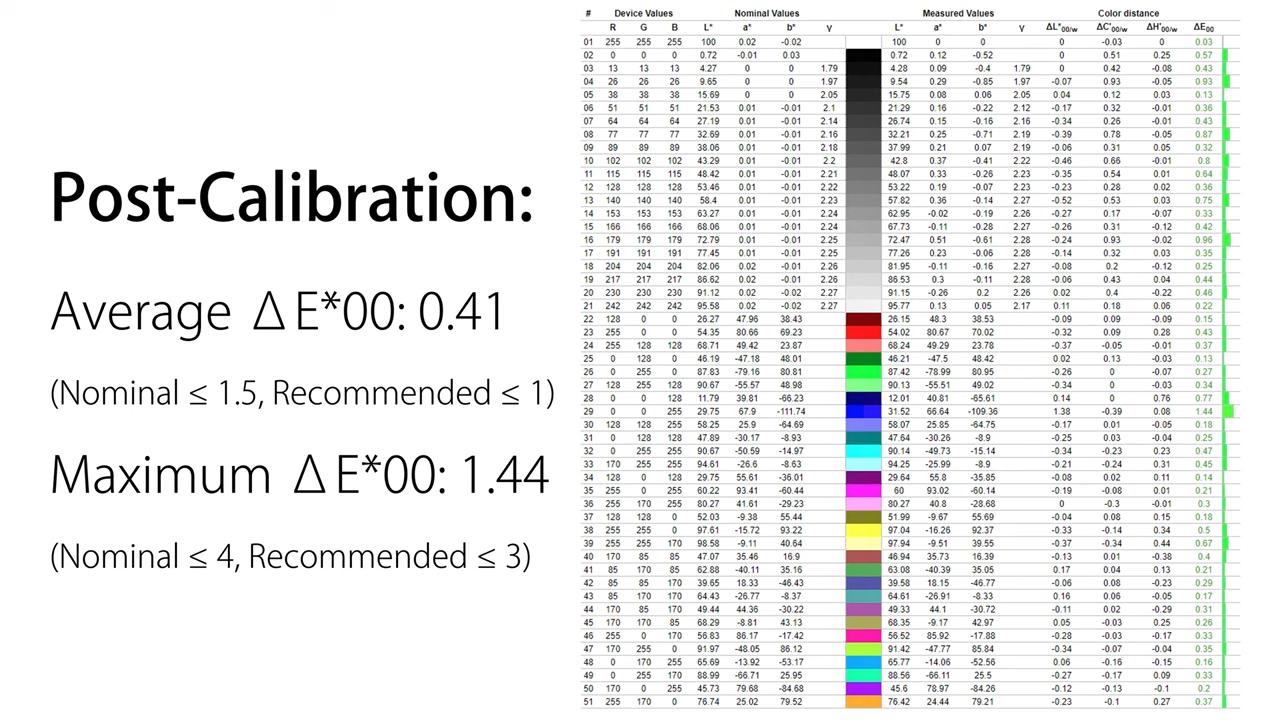 Post-Calibration:
Average ΔE*00: 0.41
(Nominal ≤ 1.5, Recommended ≤ 1)
Maximum ΔE*00: 1.44
(Nominal ≤ 4, Recommended ≤ 3)
# Device Values Nominal Values Measured Values Color distance
R G B L* a* b* γ L* a* b* γ ΔL*00/w ΔC'00/w ΔH'00/w ΔE00
01 255 255 255 100 0.02 -0.02 100 0 0 0 -0.03 0 0.03
02 0 0 0 0.72 -0.01 0.03 0.72 0.12 -0.52 0 0.51 0.25 0.57
03 13 13 13 4.27 0 0 1.79 4.28 0.09 -0.4 1.79 0 0.42 -0.08 0.43
04 26 26 26 9.65 0 0 1.97 9.54 0.29 -0.85 1.97 -0.07 0.93 -0.05 0.93
05 38 38 38 15.69 0 0 2.05 15.75 0.08 0.06 2.05 0.04 0.12 0.03 0.13
06 51 51 51 21.53 0.01 -0.01 2.1 21.29 0.16 -0.22 2.12 -0.17 0.32 -0.01 0.36
07 64 64 64 27.19 0.01 -0.01 2.14 26.74 0.15 -0.16 2.16 -0.34 0.26 -0.01 0.43
08 77 77 77 32.69 0.01 -0.01 2.16 32.21 0.25 -0.71 2.19 -0.39 0.78 -0.05 0.87
09 89 89 89 38.06 0.01 -0.01 2.18 37.99 0.21 0.07 2.19 -0.06 0.31 0.05 0.32
10 102 102 102 43.29 0.01 -0.01 2.2 42.8 0.37 -0.41 2.22 -0.46 0.66 -0.01 0.8
11 115 115 115 48.42 0.01 -0.01 2.21 48.07 0.33 -0.26 2.23 -0.35 0.54 0.01 0.64
12 128 128 128 53.46 0.01 -0.01 2.22 53.22 0.19 -0.07 2.23 -0.23 0.28 0.02 0.36
13 140 140 140 58.4 0.01 -0.01 2.23 57.82 0.36 -0.14 2.27 -0.52 0.53 0.03 0.75
14 153 153 153 63.27 0.01 -0.01 2.24 62.95 -0.02 -0.19 2.26 -0.27 0.17 -0.07 0.33
15 166 166 166 68.06 0.01 -0.01 2.24 67.73 -0.11 -0.28 2.27 -0.26 0.31 -0.12 0.42
16 179 179 179 72.79 0.01 -0.01 2.25 72.47 0.51 -0.61 2.28 -0.24 0.93 -0.02 0.96
17 191 191 191 77.45 0.01 -0.01 2.25 77.26 0.23 -0.06 2.28 -0.14 0.32 0.03 0.35
18 204 204 204 82.06 0.02 -0.01 2.26 81.95 -0.11 -0.16 2.27 -0.08 0.2 -0.12 0.25
19 217 217 217 86.62 0.02 -0.01 2.26 86.53 0.3 -0.11 2.28 -0.06 0.43 0.04 0.44
20 230 230 230 91.12 0.02 -0.02 2.27 91.15 -0.26 0.2 2.26 0.02 0.4 -0.22 0.46
21 242 242 242 95.58 0.02 -0.02 2.27 95.77 0.13 0.05 2.17 0.11 0.18 0.06 0.22
22 128 0 0 26.27 47.96 38.43 26.15 48.3 38.53 -0.09 0.09 -0.09 0.15
23 255 0 0 54.35 80.66 69.23 54.02 80.67 70.02 -0.32 0.09 0.28 0.43
24 255 128 128 68.71 49.42 23.87 68.24 49.29 23.78 -0.37 -0.05 -0.01 0.37
25 0 128 0 46.19 -47.18 48.01 46.21 -47.5 48.42 0.02 0.13 -0.03 0.13
26 0 255 0 87.83 -79.16 80.81 87.42 -78.99 80.95 -0.26 0 -0.07 0.27
27 128 255 128 90.67 -55.57 48.98 90.13 -55.51 49.02 -0.34 0 -0.03 0.34
28 0 0 128 11.79 39.81 -66.23 12.01 40.81 -65.61 0.14 0 0.76 0.77
29 0 0 255 29.75 67.9 -111.74 31.52 66.64 -109.36 1.38 -0.39 0.08 1.44
30 128 128 255 58.25 25.9 -64.69 58.07 25.85 -64.75 -0.17 0.01 -0.05 0.18
31 0 128 128 47.89 -30.17 -8.93 47.64 -30.26 -8.9 -0.25 0.03 -0.04 0.25
32 0 255 255 90.67 -50.59 -14.97 90.14 -49.73 -15.14 -0.34 -0.23 0.23 0.47
33 170 255 255 94.61 -26.6 -8.63 94.25 -25.99 -8.9 -0.21 -0.24 0.31 0.45
34 128 0 128 29.75 55.61 -36.01 29.64 55.8 -35.85 -0.08 0.02 0.11 0.14
35 255 0 255 60.22 93.41 -60.44 60 93.02 -60.14 -0.19 -0.08 0.01 0.21
36 255 170 255 80.27 41.61 -29.23 80.27 40.8 -28.68 0 -0.3 -0.01 0.3
37 128 128 0 52.03 -9.38 55.44 51.99 -9.67 55.69 -0.04 0.08 0.15 0.18
38 255 255 0 97.61 -15.72 93.22 97.04 -16.26 92.37 -0.33 -0.14 0.34 0.5
39 255 255 170 98.58 -9.11 40.64 97.94 -9.51 39.55 -0.37 -0.34 0.44 0.67
40 170 85 85 47.07 35.46 16.9 46.94 35.73 16.39 -0.13 0.01 -0.38 0.4
41 85 170 85 62.88 -40.11 35.16 63.08 -40.39 35.05 0.17 0.04 0.13 0.21
42 85 85 170 39.65 18.33 -46.43 39.58 18.15 -46.77 -0.06 0.08 -0.23 0.29
43 85 170 170 64.43 -26.77 -8.37 64.61 -26.91 -8.33 0.16 0.06 -0.05 0.17
44 170 85 170 49.44 44.36 -30.22 49.33 44.1 -30.72 -0.11 0.02 -0.29 0.31
45 170 170 85 68.29 -8.81 43.13 68.35 -9.17 42.97 0.05 -0.03 0.25 0.26
46 255 0 170 56.83 86.17 -17.42 56.52 85.92 -17.88 -0.28 -0.03 -0.17 0.33
47 170 255 0 91.97 -48.05 86.12 91.42 -47.77 85.84 -0.34 -0.07 -0.04 0.35
48 0 170 255 65.69 -13.92 -53.17 65.77 -14.06 -52.56 0.06 -0.16 -0.15 0.16
49 0 255 170 88.99 -66.71 25.95 88.56 -66.11 25.5 -0.27 -0.17 0.09 0.33
50 170 0 255 45.73 79.68 -84.68 45.6 78.97 -84.26 -0.12 -0.13 -0.1 0.2
51 255 170 0 76.74 25.02 79.52 76.42 24.44 79.21 -0.23 -0.1 0.27 0.37